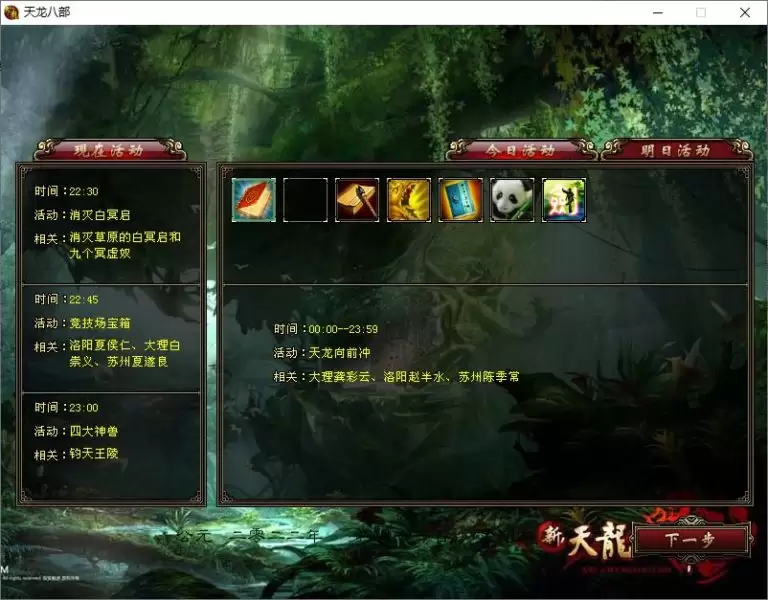 天龙八部
现在活动
今日活动
明日活动
时间：22:30
活动：消灭白冥启
相关：消灭草原的白冥启和
九个冥虚奴
时间：22:45
活动：竞技场宝箱
相关：洛阳夏侯仁、大理白
崇义、苏州夏遂良
时间：23:00
活动：四大神兽
相关：钧天王陵
时间：00:00--23:59
活动：天龙向前冲
相关：大理龚彩云、洛阳赵半水、苏州陈季常
公元 二零二二年
新天龍
下一步
All rights reserved.